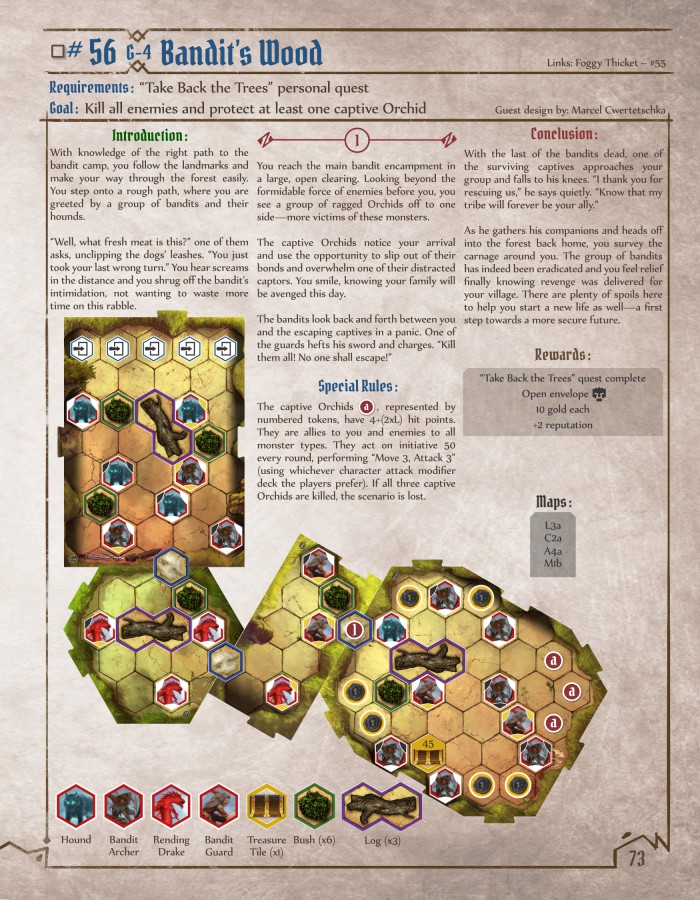 # 56 G-4 Bandit's Wood
Links: Foggy Thicket – #55
Requirements: "Take Back the Trees" personal quest
Goal: Kill all enemies and protect at least one captive Orchid
Guest design by: Marcel Cwertetschka
Introduction:
With knowledge of the right path to the
bandit camp, you follow the landmarks and
make your way through the forest easily.
You step onto a rough path, where you are
greeted by a group of bandits and their
hounds.
"Well, what fresh meat is this?" one of them
asks, unclipping the dogs' leashes. "You just
took your last wrong turn." You hear screams
in the distance and you shrug off the bandit's
intimidation, not wanting to waste more
time on this rabble.
1
You reach the main bandit encampment in
a large, open clearing. Looking beyond the
formidable force of enemies before you, you
see a group of ragged Orchids off to one
side—more victims of these monsters.
The captive Orchids notice your arrival
and use the opportunity to slip out of their
bonds and overwhelm one of their distracted
captors. You smile, knowing your family will
be avenged this day.
The bandits look back and forth between you
and the escaping captives in a panic. One of
the guards hefts his sword and charges. "Kill
them all! No one shall escape!"
Special Rules:
The captive Orchids a, represented by
numbered tokens, have 4+(2xL) hit points.
They are allies to you and enemies to all
monster types. They act on initiative 50
every round, performing "Move 3, Attack 3"
(using whichever character attack modifier
deck the players prefer). If all three captive
Orchids are killed, the scenario is lost.
Conclusion:
With the last of the bandits dead, one of
the surviving captives approaches your
group and falls to his knees. "I thank you for
rescuing us," he says quietly. "Know that my
tribe will forever be your ally."
As he gathers his companions and heads off
into the forest back home, you survey the
carnage around you. The group of bandits
has indeed been eradicated and you feel relief
finally knowing revenge was delivered for
your village. There are plenty of spoils here
to help you start a new life as well—a first
step towards a more secure future.
Rewards:
"Take Back the Trees" quest complete
Open envelope
10 gold each
+2 reputation
Maps:
L3a
C2a
A4a
M1b
1
a
a
a
45
1
1
1
1
1
1
Hound
Bandit
Archer
Rending
Drake
Bandit
Guard
Treasure
Tile (x1)
Bush (x6)
Log (x3)
73